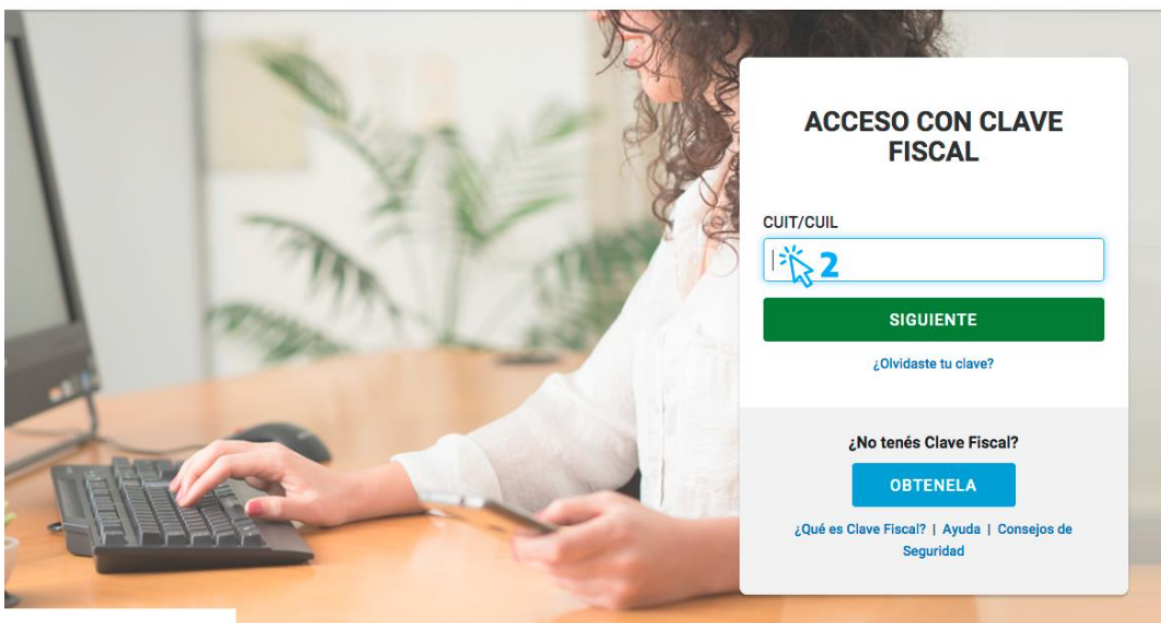 ACCESO CON CLAVE
FISCAL
CUIT/CUIL
2
SIGUIENTE
¿Olvidaste tu clave?
¿No tenés Clave Fiscal?
OBTENELA
¿Qué es Clave Fiscal? | Ayuda | Consejos de
Seguridad